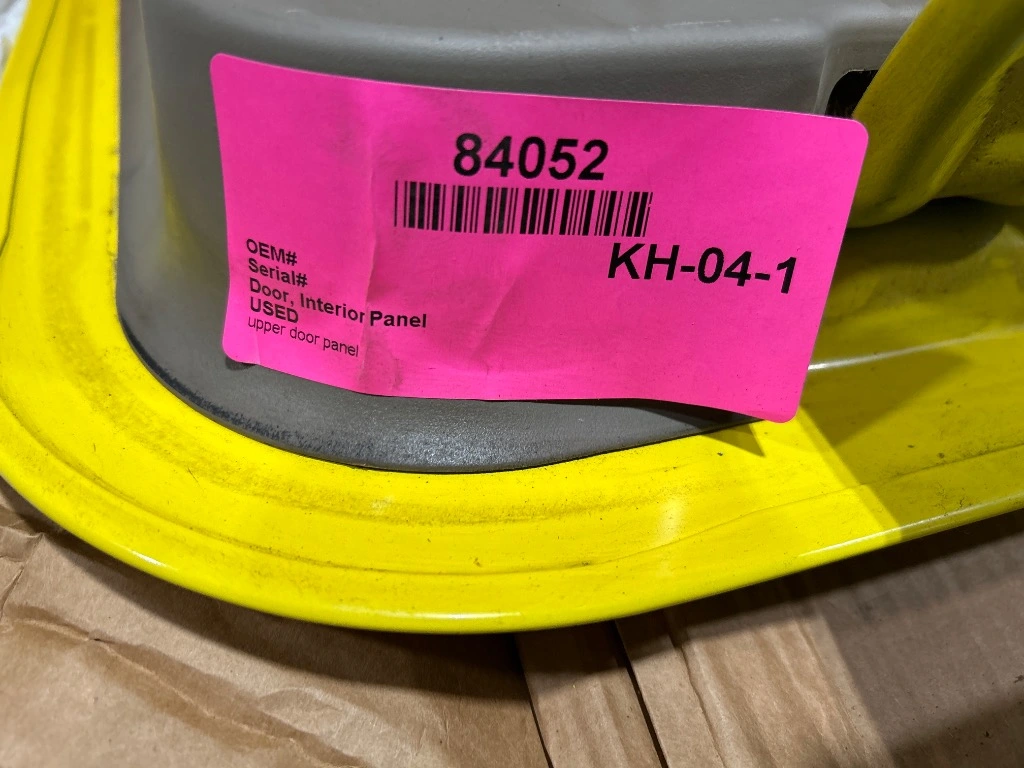 84052
KH-04-1
OEM#
Serial#
Door, Interior Panel
USED
upper door panel